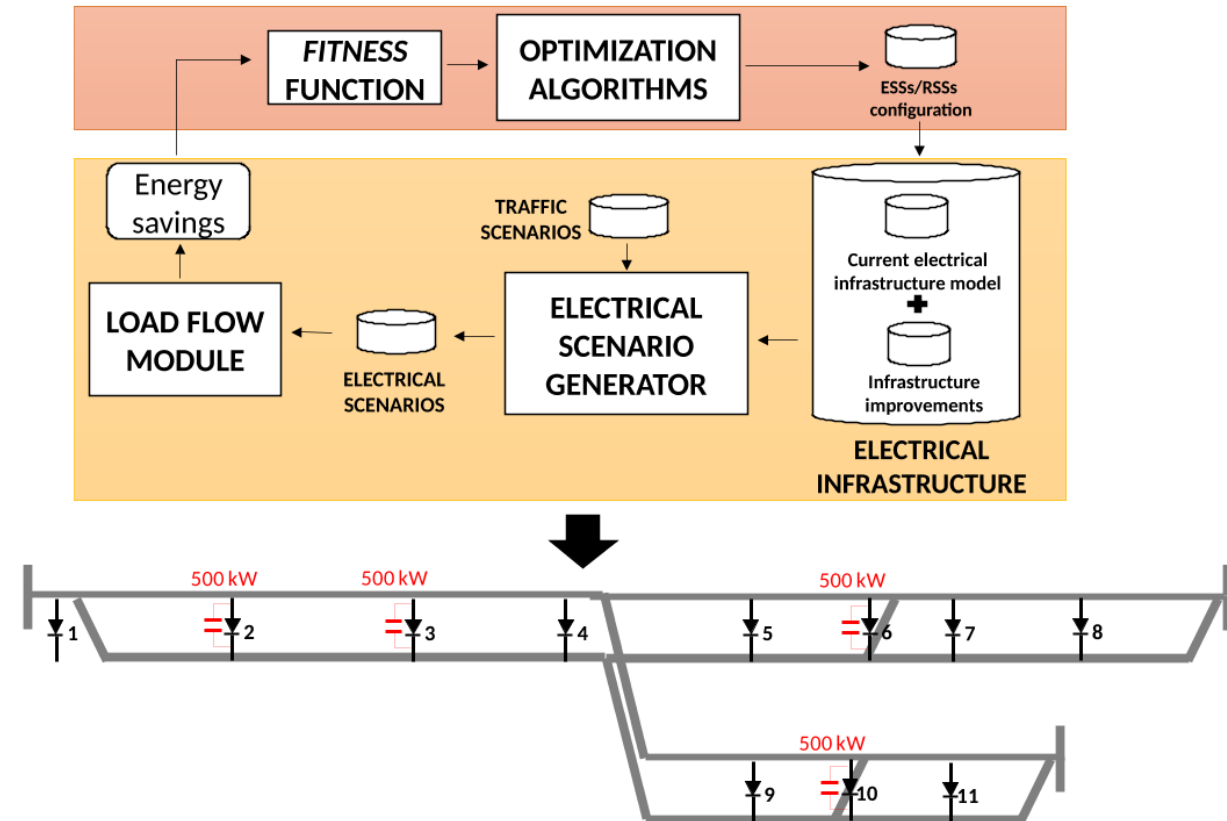 FITNESS
FUNCTION
OPTIMIZATION
ALGORITHMS
ESSs/RSSs
configuration
Energy
savings
TRAFFIC
SCENARIOS
Current electrical
infrastructure model
+
Infrastructure
improvements
LOAD FLOW
MODULE
ELECTRICAL
SCENARIOS
ELECTRICAL
SCENARIO
GENERATOR
ELECTRICAL
INFRASTRUCTURE
500 kW
500 kW
500 kW
1
2
3
4
5
6
7
8
500 kW
9
10
11